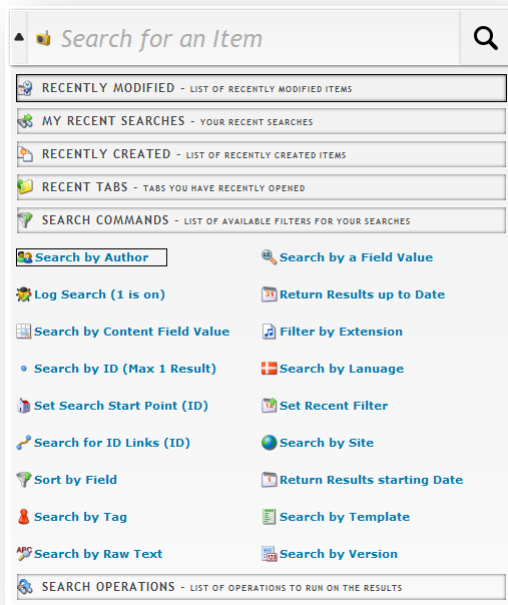 Search for an Item
RECENTLY MODIFIED - LIST OF RECENTLY MODIFIED ITEMS
MY RECENT SEARCHES - YOUR RECENT SEARCHES
RECENTLY CREATED - LIST OF RECENTLY CREATED ITEMS
RECENT TABS - TABS YOU HAVE RECENTLY OPENED
SEARCH COMMANDS - LIST OF AVAILABLE FILTERS FOR YOUR SEARCHES
Search by Author
Search by a Field Value
Log Search (1 is on)
Return Results up to Date
Search by Content Field Value
Filter by Extension
Search by ID (Max 1 Result)
Search by Lanuage
Set Search Start Point (ID)
Set Recent Filter
Search for ID Links (ID)
Search by Site
Sort by Field
Return Results starting Date
Search by Tag
Search by Template
Search by Raw Text
Search by Version
SEARCH OPERATIONS - LIST OF OPERATIONS TO RUN ON THE RESULTS